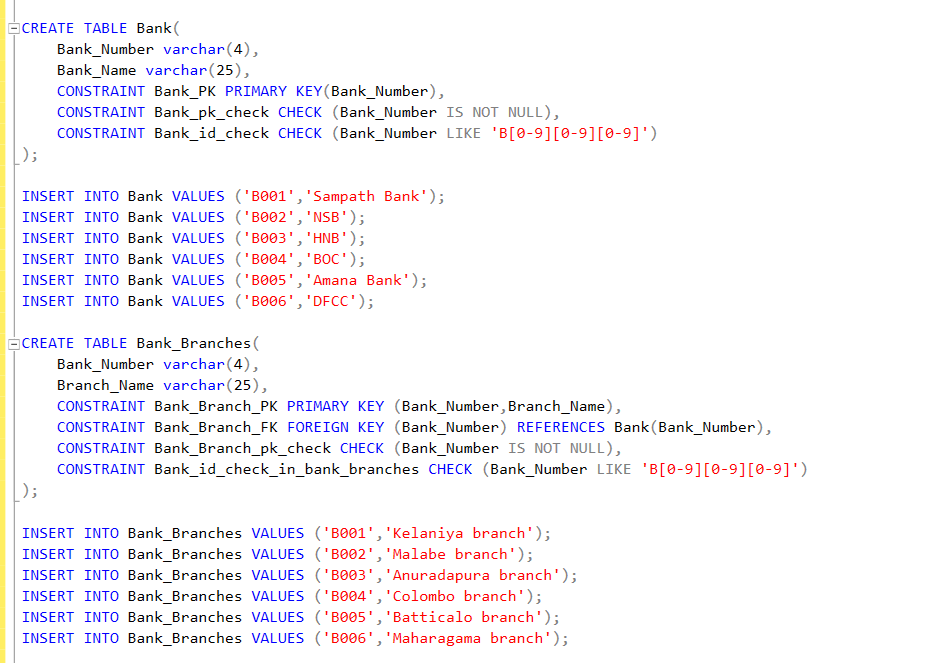 CREATE TABLE Bank(
    Bank_Number varchar(4),
    Bank_Name varchar(25),
    CONSTRAINT Bank_PK PRIMARY KEY(Bank_Number),
    CONSTRAINT Bank_pk_check CHECK (Bank_Number IS NOT NULL),
    CONSTRAINT Bank_id_check CHECK (Bank_Number LIKE 'B[0-9][0-9][0-9]')
);

INSERT INTO Bank VALUES ('B001','Sampath Bank');
INSERT INTO Bank VALUES ('B002','NSB');
INSERT INTO Bank VALUES ('B003','HNB');
INSERT INTO Bank VALUES ('B004','BOC');
INSERT INTO Bank VALUES ('B005','Amana Bank');
INSERT INTO Bank VALUES ('B006','DFCC');

CREATE TABLE Bank_Branches(
    Bank_Number varchar(4),
    Branch_Name varchar(25),
    CONSTRAINT Bank_Branch_PK PRIMARY KEY (Bank_Number,Branch_Name),
    CONSTRAINT Bank_Branch_FK FOREIGN KEY (Bank_Number) REFERENCES Bank(Bank_Number),
    CONSTRAINT Bank_Branch_pk_check CHECK (Bank_Number IS NOT NULL),
    CONSTRAINT Bank_id_check_in_bank_branches CHECK (Bank_Number LIKE 'B[0-9][0-9][0-9]')
);

INSERT INTO Bank_Branches VALUES ('B001','Kelaniya branch');
INSERT INTO Bank_Branches VALUES ('B002','Malabe branch');
INSERT INTO Bank_Branches VALUES ('B003','Anuradapura branch');
INSERT INTO Bank_Branches VALUES ('B004','Colombo branch');
INSERT INTO Bank_Branches VALUES ('B005','Batticalo branch');
INSERT INTO Bank_Branches VALUES ('B006','Maharagama branch');